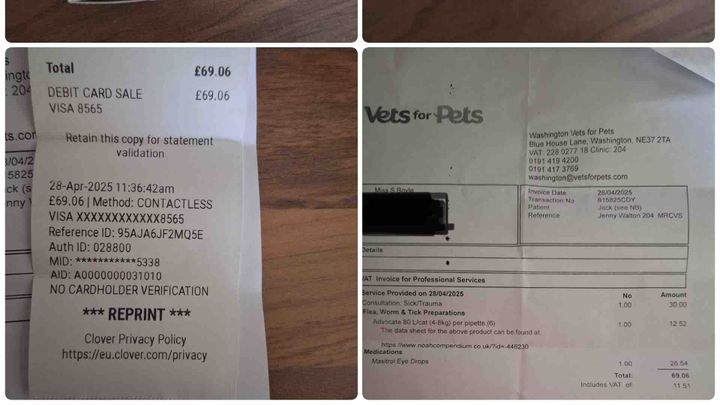 Total £69.06
DEBIT CARD SALE £69.06
VISA 8565
Retain this copy for statement
validation
28-Apr-2025 11:36:42am
£69.06 | Method: CONTACTLESS
VISA XXXXXXXXXXXX8565
Reference ID: 95AJA6JF2MQ5E
Auth ID: 028800
MID: ***********5338
AID: A0000000031010
NO CARDHOLDER VERIFICATION
*** REPRINT ***
Clover Privacy Policy
https://eu.clover.com/privacy
Vets for Pets
Washington Vets for Pets
Blue House Lane, Washington, NE37 2TA
VAT: 228 0277 18 Clinic: 204
0191 419 4200
0191 417 3769
washington@vetsforpets.com
Miss S Boyle
Invoice Date 28/04/2025
Transaction No 615825CDY
Patient Jack (see NB)
Reference Jenny Walton 204 MRCVS
Details
VAT Invoice for Professional Services
Service Provided on 28/04/2025 No Amount
Consultation: Sick/Trauma 1.00 30.00
Flea, Worm & Tick Preparations
Advocate 80 L/cat (4-8kg) per pipette (6) 1.00 12.52
The data sheet for the above product can be found at:
https://www.noahcompendium.co.uk/?id=-446230
Medications
Maxitrol Eye Drops 1.00 26.54
Total: 69.06
Includes VAT of: 11.51